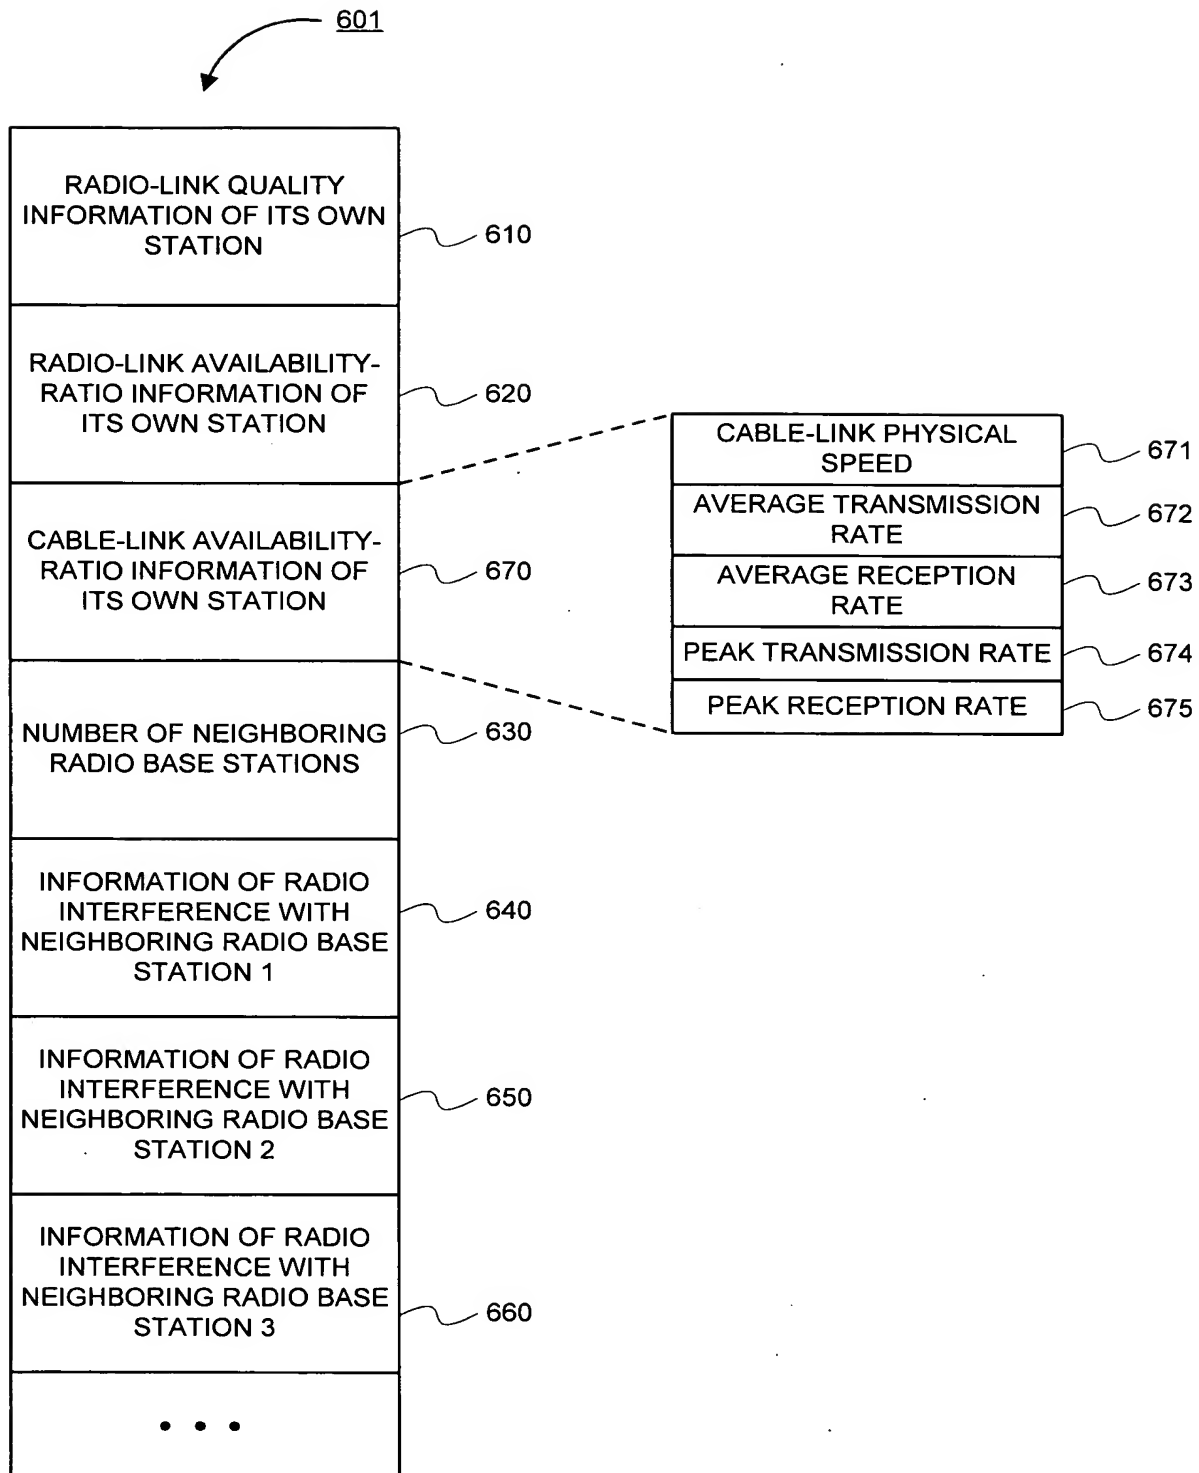 601
RADIO-LINK QUALITY
INFORMATION OF ITS OWN
STATION
610
RADIO-LINK AVAILABILITY-
RATIO INFORMATION OF
ITS OWN STATION
620
CABLE-LINK AVAILABILITY-
RATIO INFORMATION OF
ITS OWN STATION
670
CABLE-LINK PHYSICAL
SPEED
671
AVERAGE TRANSMISSION
RATE
672
AVERAGE RECEPTION
RATE
673
PEAK TRANSMISSION RATE
674
PEAK RECEPTION RATE
675
NUMBER OF NEIGHBORING
RADIO BASE STATIONS
630
INFORMATION OF RADIO
INTERFERENCE WITH
NEIGHBORING RADIO BASE
STATION 1
640
INFORMATION OF RADIO
INTERFERENCE WITH
NEIGHBORING RADIO BASE
STATION 2
650
INFORMATION OF RADIO
INTERFERENCE WITH
NEIGHBORING RADIO BASE
STATION 3
660
• • •